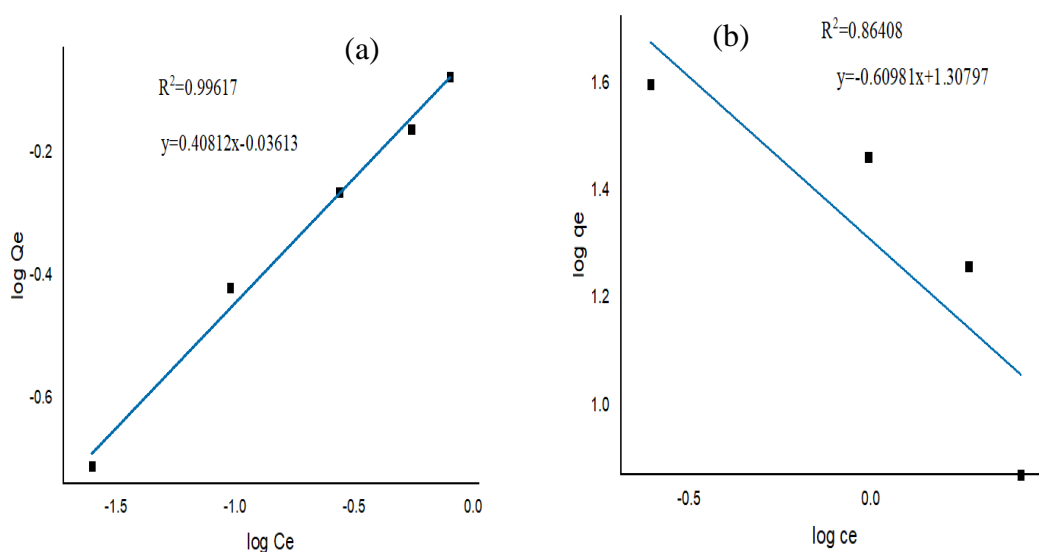 (a)
R²=0.99617
y=0.40812x-0.03613
-0.2
-0.4
-0.6
log Qe
-1.5
-1.0
-0.5
0.0
log Ce
(b)
R²=0.86408
y=-0.60981x+1.30797
1.6
1.4
1.2
1.0
log qe
-0.5
0.0
log ce